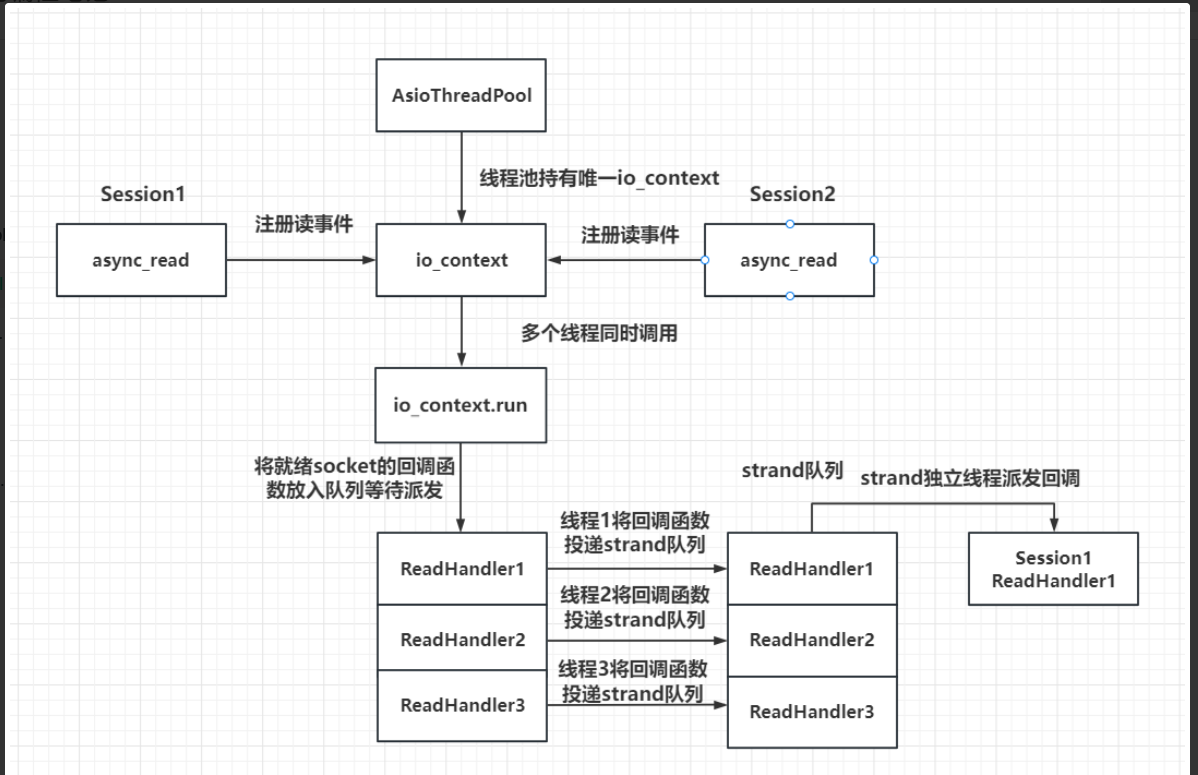 AsioThreadPool
线程池持有唯一io_context
Session1
Session2
注册读事件
注册读事件
async_read
io_context
async_read
多个线程同时调用
io_context.run
将就绪socket的回调函
数放入队列等待派发
strand队列
strand独立线程派发回调
线程1将回调函数
投递strand队列
ReadHandler1
ReadHandler1
Session1
ReadHandler1
线程2将回调函数
投递strand队列
ReadHandler2
ReadHandler2
线程3将回调函数
投递strand队列
ReadHandler3
ReadHandler3